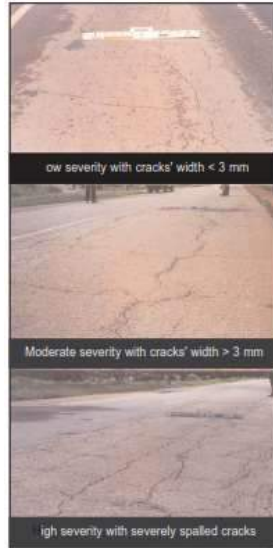 ow severity with cracks' width < 3 mm
Moderate severity with cracks' width > 3 mm
High severity with severely spalled cracks